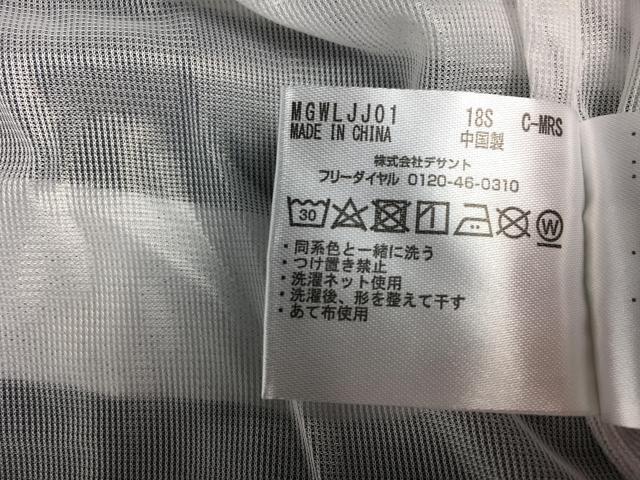 MGWLJJ01 18S C-MRS
MADE IN CHINA 中国製
株式会社デサント
フリーダイヤル 0120-46-0310
30 W
・同系色と一緒に洗う
・つけ置き禁止
・洗濯ネット使用
・洗濯後、形を整えて干す
・あて布使用